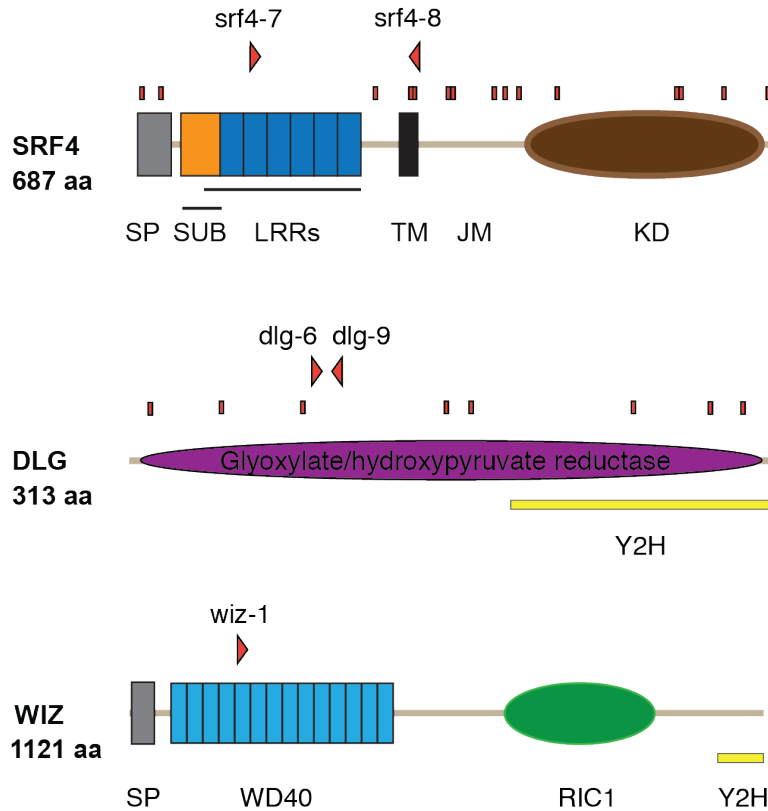 srf4-7 srf4-8
SRF4
687 aa
SP SUB LRRs TM JM KD
dlg-6 dlg-9
DLG
313 aa
Glyoxylate/hydroxypyruvate reductase
Y2H
wiz-1
WIZ
1121 aa
SP WD40 RIC1 Y2H